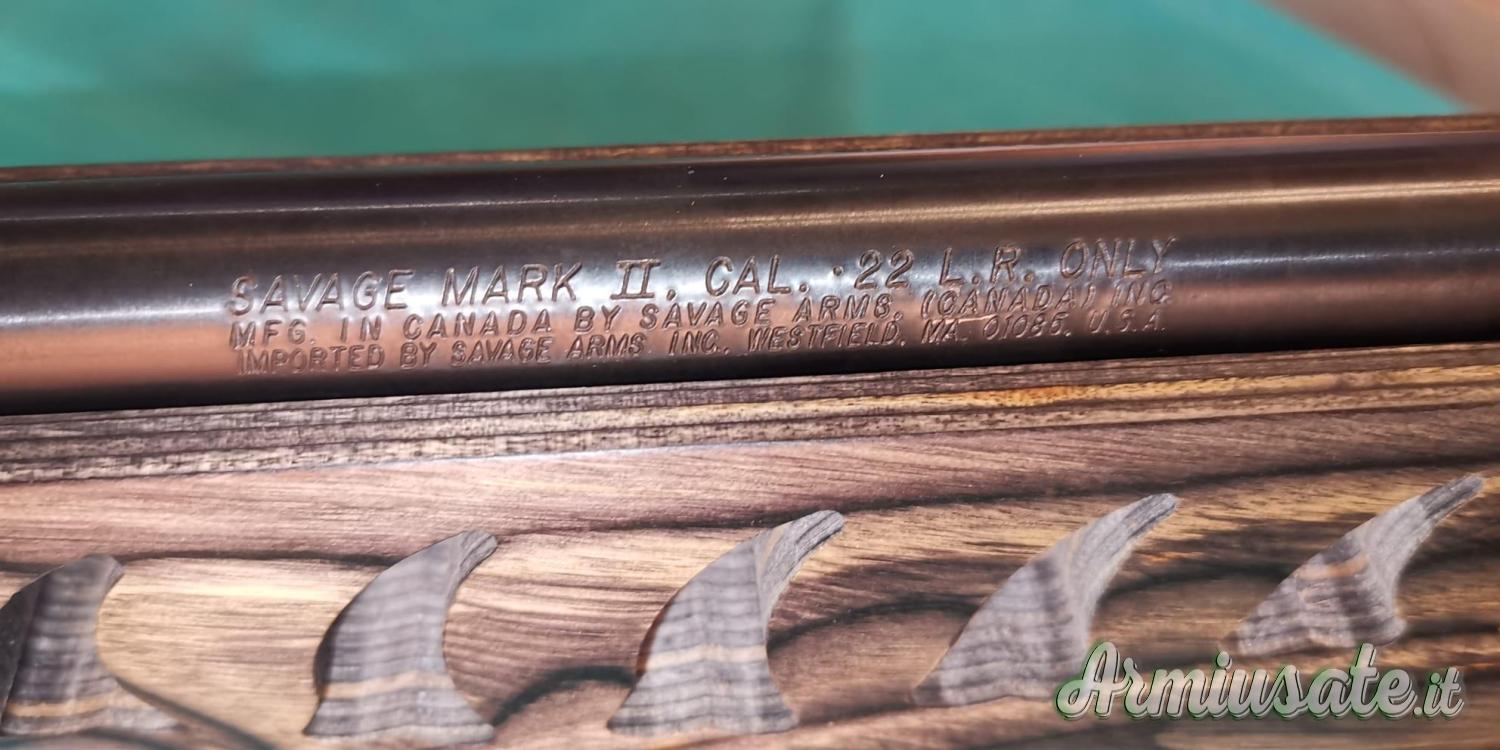 SAVAGE MARK II, CAL. .22 L.R. ONLY
MFG. IN CANADA BY SAVAGE ARMS, (CANADA) INC.
IMPORTED BY SAVAGE ARMS INC., WESTFIELD, MA. 01085, U.S.A.
Armiusate.it